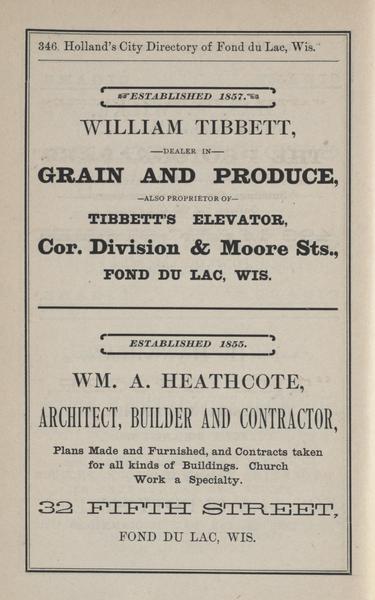 346 Holland's City Directory of Fond du Lac, Wis.
ESTABLISHED 1857.
WILLIAM TIBBETT,
—DEALER IN—
GRAIN AND PRODUCE,
—ALSO PROPRIETOR OF—
TIBBETT'S ELEVATOR,
Cor. Division & Moore Sts.,
FOND DU LAC, WIS.
ESTABLISHED 1855.
WM. A. HEATHCOTE,
ARCHITECT, BUILDER AND CONTRACTOR,
Plans Made and Furnished, and Contracts taken
for all kinds of Buildings. Church
Work a Specialty.
32 FIFTH STREET,
FOND DU LAC, WIS.